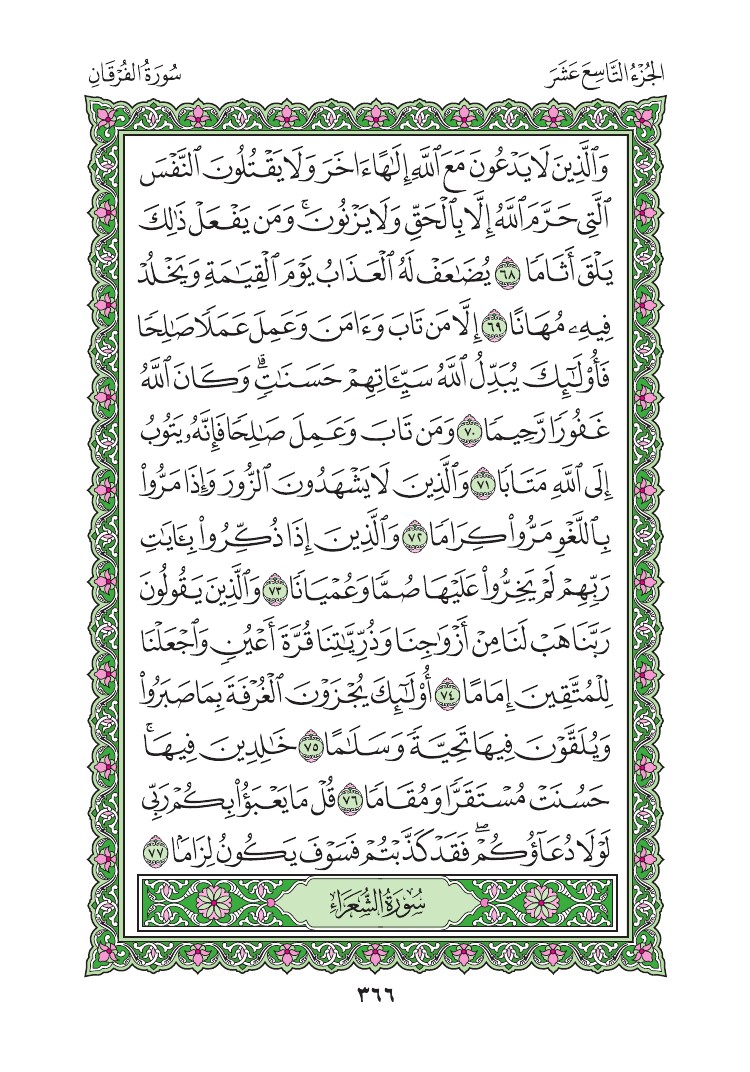 الجُزْءُ التَّاسِعَ عَشَرَ
سُورَةُ الفُرْقَانِ
وَٱلَّذِينَ لَا يَدْعُونَ مَعَ ٱللَّهِ إِلَـٰهًا ءَاخَرَ وَلَا يَقْتُلُونَ ٱلنَّفْسَ
ٱلَّتِي حَرَّمَ ٱللَّهُ إِلَّا بِٱلْحَقِّ وَلَا يَزْنُونَۚ وَمَن يَفْعَلْ ذَٰلِكَ
يَلْقَ أَثَامًا ٦٨ يُضَـٰعَفْ لَهُ ٱلْعَذَابُ يَوْمَ ٱلْقِيَـٰمَةِ وَيَخْلُدْ
فِيهِۦ مُهَانًا ٦٩ إِلَّا مَن تَابَ وَءَامَنَ وَعَمِلَ عَمَلًا صَـٰلِحًا
فَأُو۟لَـٰٓئِكَ يُبَدِّلُ ٱللَّهُ سَيِّـَٔاتِهِمْ حَسَنَـٰتٍۗ وَكَانَ ٱللَّهُ
غَفُورًا رَّحِيمًا ٧٠ وَمَن تَابَ وَعَمِلَ صَـٰلِحًا فَإِنَّهُۥ يَتُوبُ
إِلَى ٱللَّهِ مَتَابًا ٧١ وَٱلَّذِينَ لَا يَشْهَدُونَ ٱلزُّورَ وَإِذَا مَرُّوا۟
بِٱللَّغْوِ مَرُّوا۟ كِرَامًا ٧٢ وَٱلَّذِينَ إِذَا ذُكِّرُوا۟ بِـَٔايَـٰتِ
رَبِّهِمْ لَمْ يَخِرُّوا۟ عَلَيْهَا صُمًّا وَعُمْيَانًا ٧٣ وَٱلَّذِينَ يَقُولُونَ
رَبَّنَا هَبْ لَنَا مِنْ أَزْوَٰجِنَا وَذُرِّيَّـٰتِنَا قُرَّةَ أَعْيُنٍ وَٱجْعَلْنَا
لِلْمُتَّقِينَ إِمَامًا ٧٤ أُو۟لَـٰٓئِكَ يُجْزَوْنَ ٱلْغُرْفَةَ بِمَا صَبَرُوا۟
وَيُلَقَّوْنَ فِيهَا تَحِيَّةً وَسَلَـٰمًا ٧٥ خَـٰلِدِينَ فِيهَاۚ
حَسُنَتْ مُسْتَقَرًّا وَمُقَامًا ٧٦ قُلْ مَا يَعْبَؤُا۟ بِكُمْ رَبِّي
لَوْلَا دُعَآؤُكُمْۖ فَقَدْ كَذَّبْتُمْ فَسَوْفَ يَكُونُ لِزَامًۢا ٧٧
سُورَةُ الشُّعَرَاءِ
٣٦٦